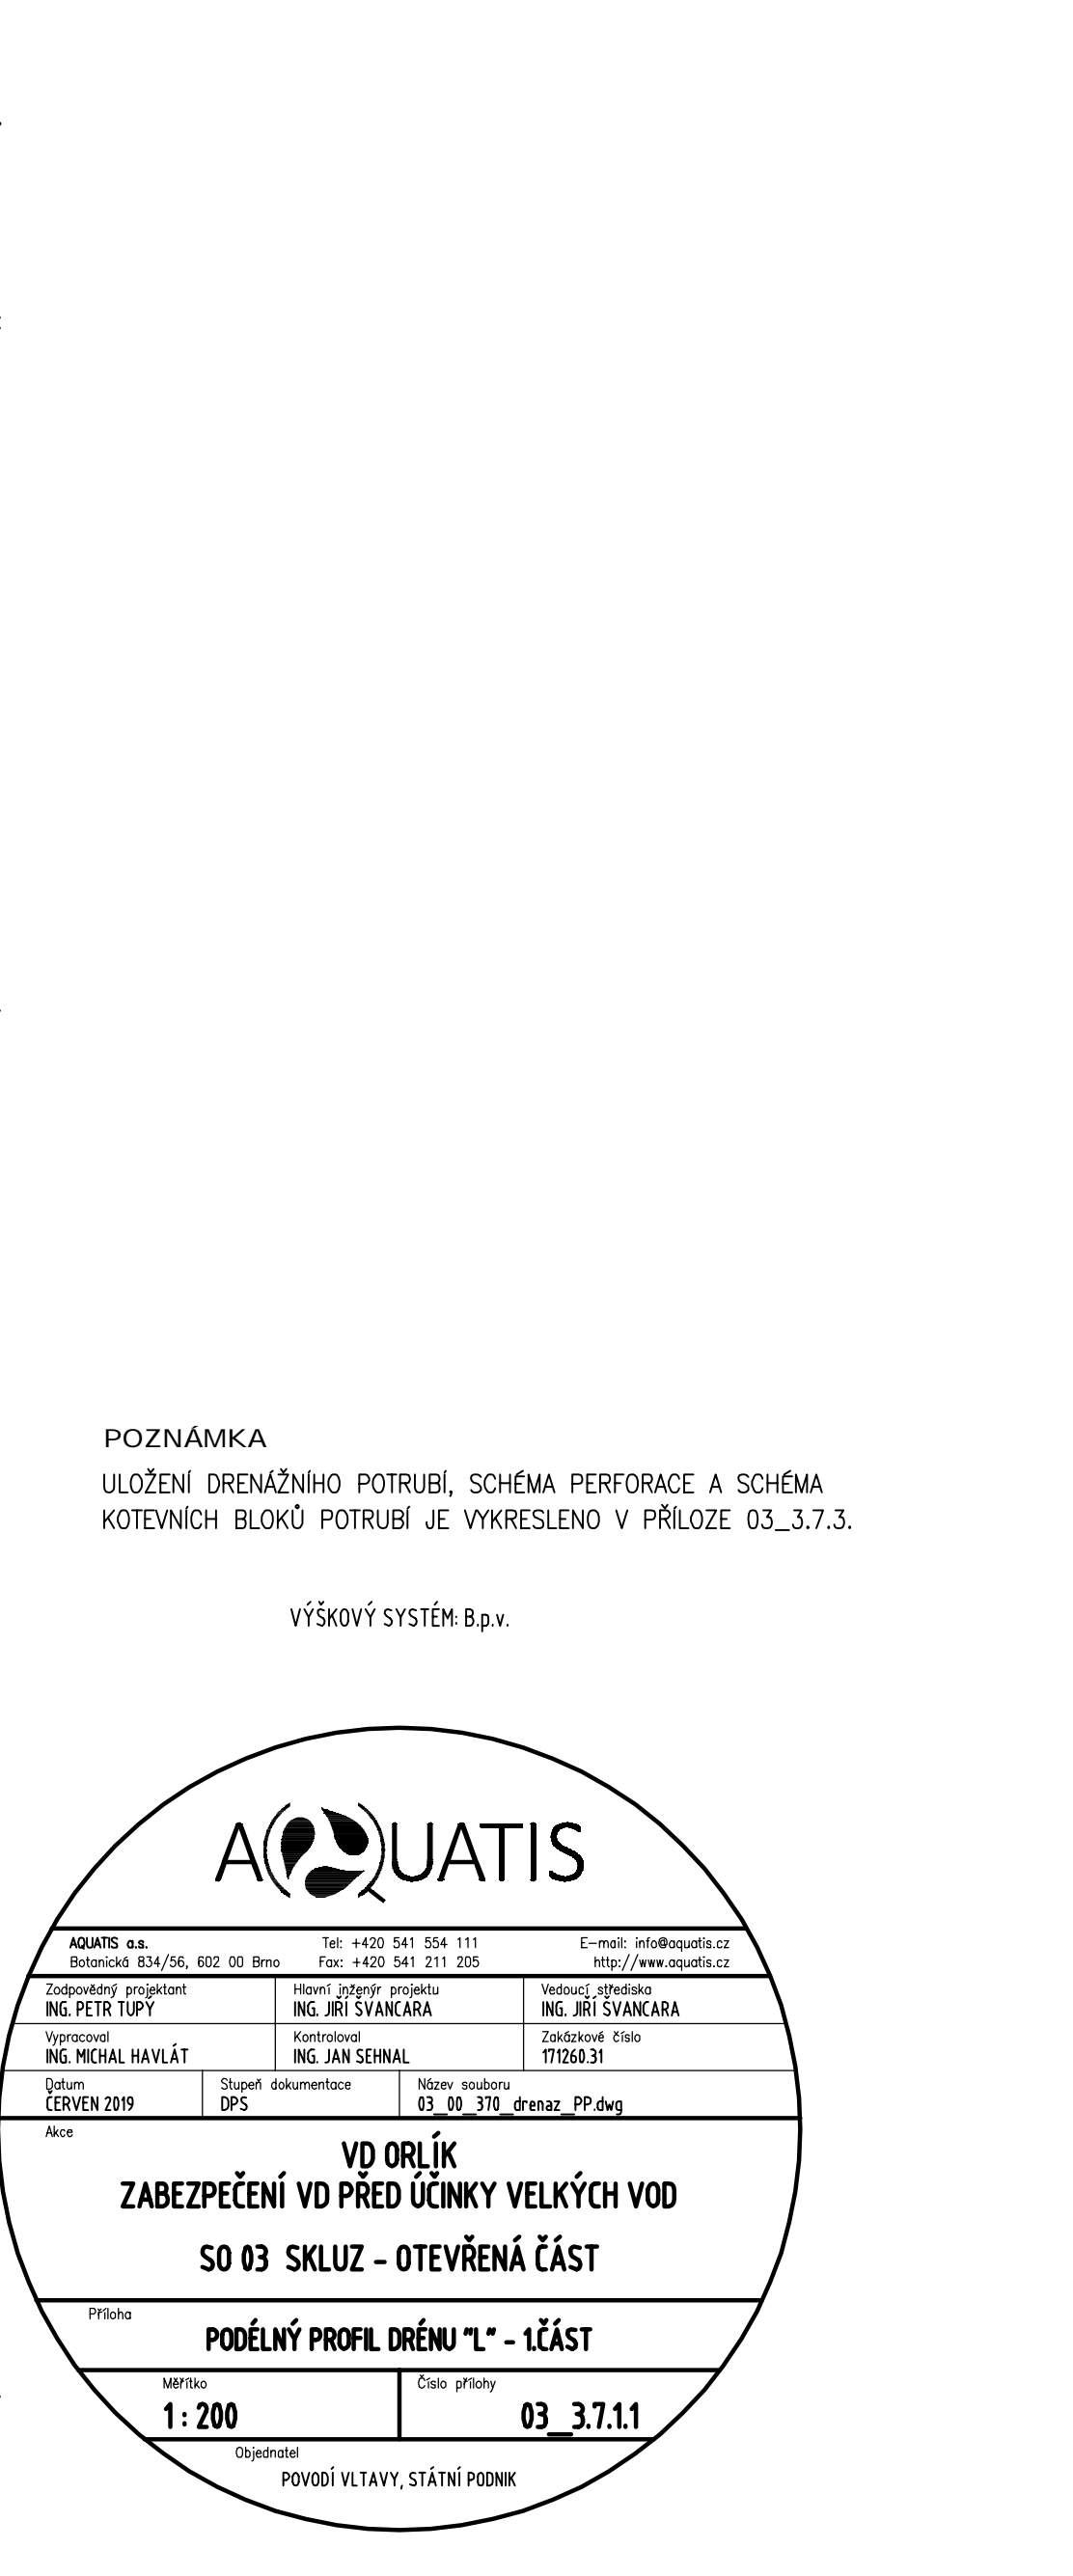 POZNÁMKA
ULOŽENÍ DRENÁŽNÍHO POTRUBÍ, SCHÉMA PERFORACE A SCHÉMA
KOTEVNÍCH BLOKŮ POTRUBÍ JE VYKRESLENO V PŘÍLOZE 03_3.7.3.
VÝŠKOVÝ SYSTÉM: B.p.v.
AQUATIS
AQUATIS a.s. Tel: +420 541 554 111 E-mail: info@aquatis.cz
Botanická 834/56, 602 00 Brno Fax: +420 541 211 205 http://www.aquatis.cz
Zodpovědný projektant Hlavní inženýr projektu Vedoucí střediska
ING. PETR TUPÝ ING. JIŘÍ ŠVANCARA ING. JIŘÍ ŠVANCARA
Vypracoval Kontroloval Zakázkové číslo
ING. MICHAL HAVLÁT ING. JAN SEHNAL 171260.31
Datum Stupeň dokumentace Název souboru
ČERVEN 2019 DPS 03_00_370_drenaz_PP.dwg
Akce
VD ORLÍK
ZABEZPEČENÍ VD PŘED ÚČINKY VELKÝCH VOD
SO 03 SKLUZ - OTEVŘENÁ ČÁST
Příloha
PODÉLNÝ PROFIL DRÉNU "L" - 1.ČÁST
Měřítko Číslo přílohy
1 : 200 03_3.7.1.1
Objednatel
POVODÍ VLTAVY, STÁTNÍ PODNIK